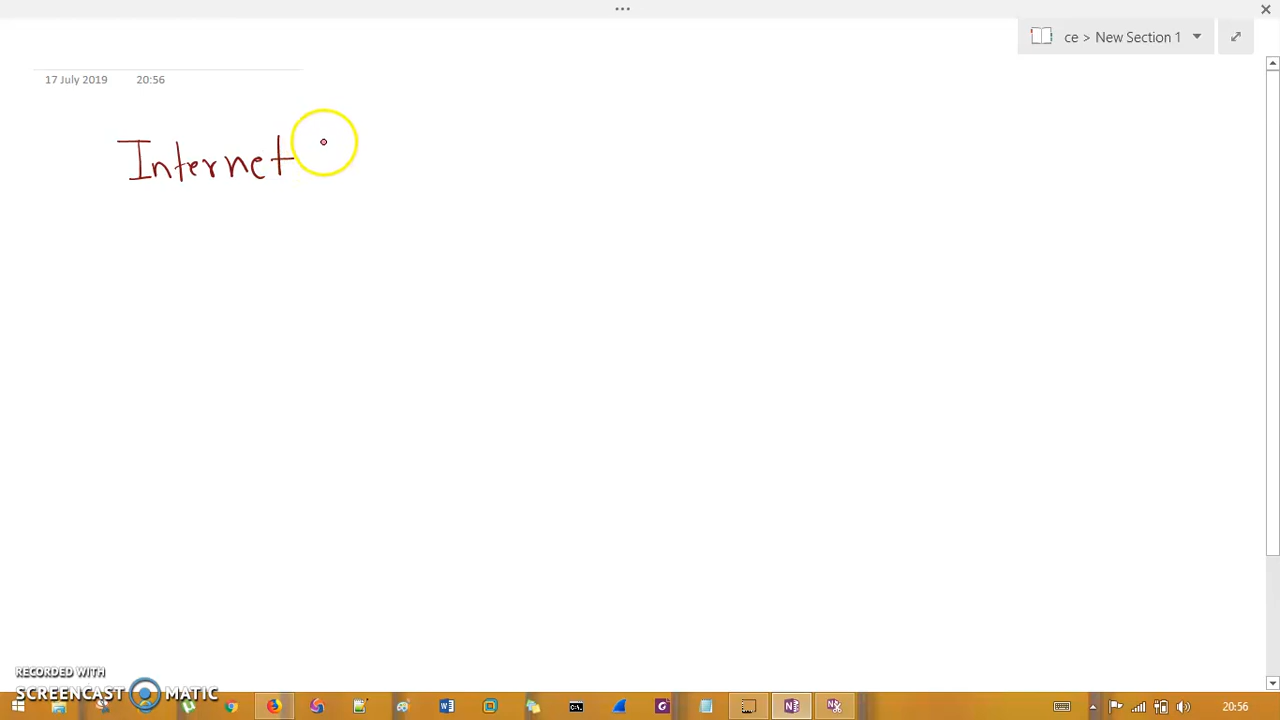 ce > New Section 1
17 July 2019 20:56
Internet
RECORDED WITH
SCREENCAST MATIC
20:56